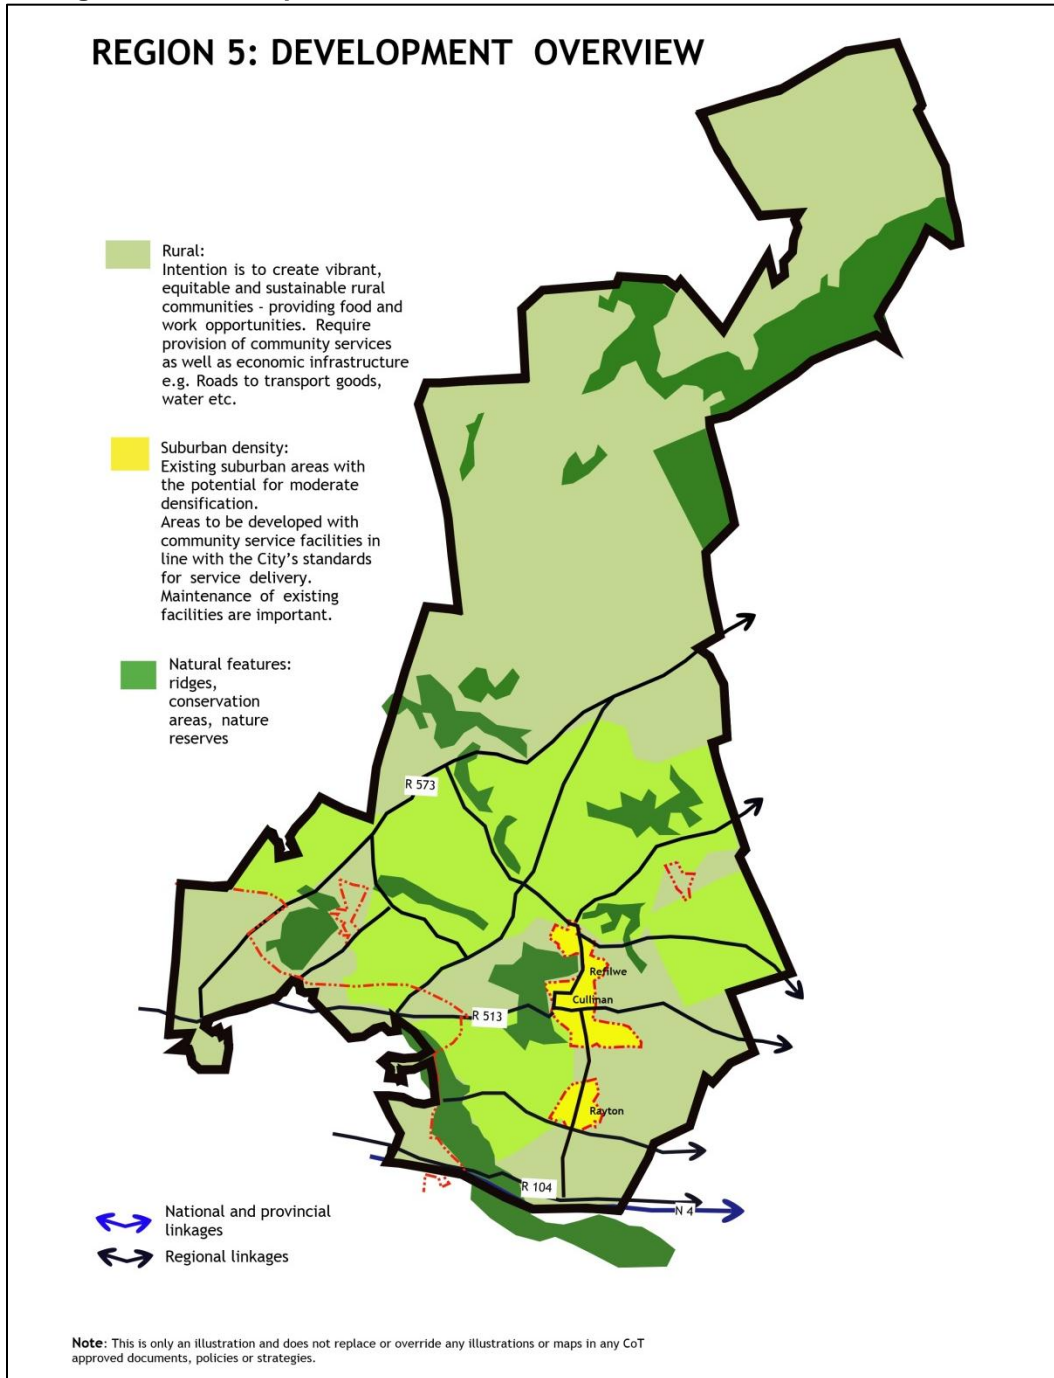 REGION 5: DEVELOPMENT OVERVIEW
Rural:
Intention is to create vibrant,
equitable and sustainable rural
communities - providing food and
work opportunities. Require
provision of community services
as well as economic infrastructure
e.g. Roads to transport goods,
water etc.
Suburban density:
Existing suburban areas with
the potential for moderate
densification.
Areas to be developed with
community service facilities in
line with the City's standards
for service delivery.
Maintenance of existing
facilities are important.
Natural features:
ridges,
conservation
areas, nature
reserves
R 573
Refilwe
Cullinan
R 513
Rayton
R 104
N 4
National and provincial
linkages
Regional linkages
Note: This is only an illustration and does not replace or override any illustrations or maps in any CoT
approved documents, policies or strategies.